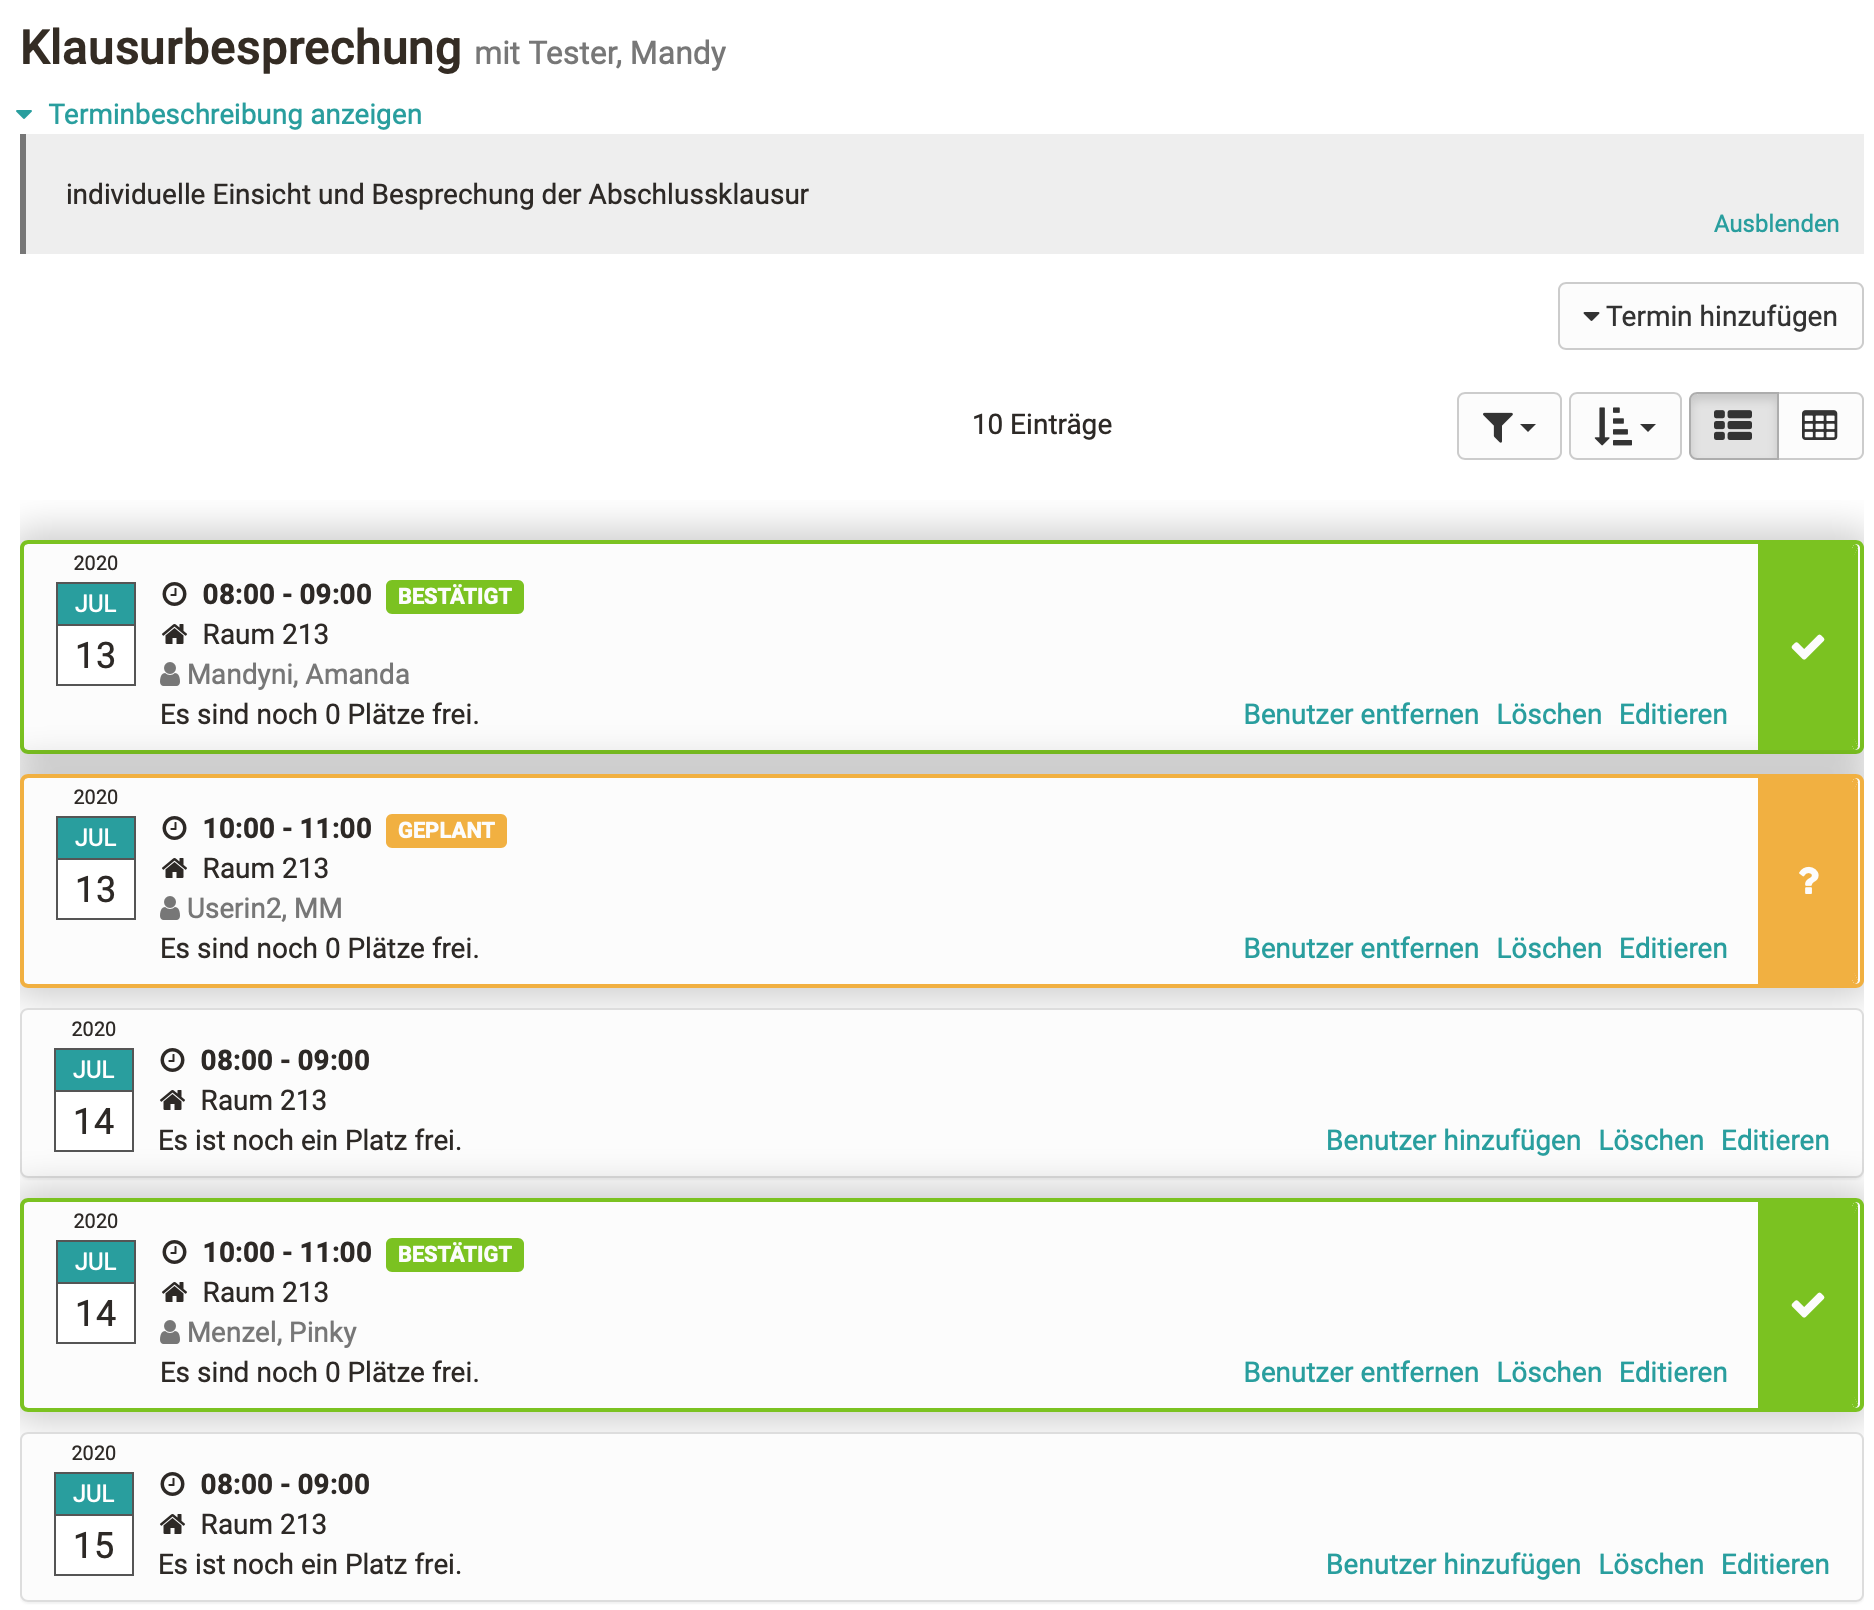 Klausurbesprechung mit Tester, Mandy
Terminbeschreibung anzeigen
individuelle Einsicht und Besprechung der Abschlussklausur
Ausblenden
Termin hinzufügen
10 Einträge
2020
JUL
13
08:00 - 09:00 BESTÄTIGT
Raum 213
Mandyni, Amanda
Es sind noch 0 Plätze frei.
Benutzer entfernen Löschen Editieren
2020
JUL
13
10:00 - 11:00 GEPLANT
Raum 213
Userin2, MM
Es sind noch 0 Plätze frei.
Benutzer entfernen Löschen Editieren
2020
JUL
14
08:00 - 09:00
Raum 213
Es ist noch ein Platz frei.
Benutzer hinzufügen Löschen Editieren
2020
JUL
14
10:00 - 11:00 BESTÄTIGT
Raum 213
Menzel, Pinky
Es sind noch 0 Plätze frei.
Benutzer entfernen Löschen Editieren
2020
JUL
15
08:00 - 09:00
Raum 213
Es ist noch ein Platz frei.
Benutzer hinzufügen Löschen Editieren